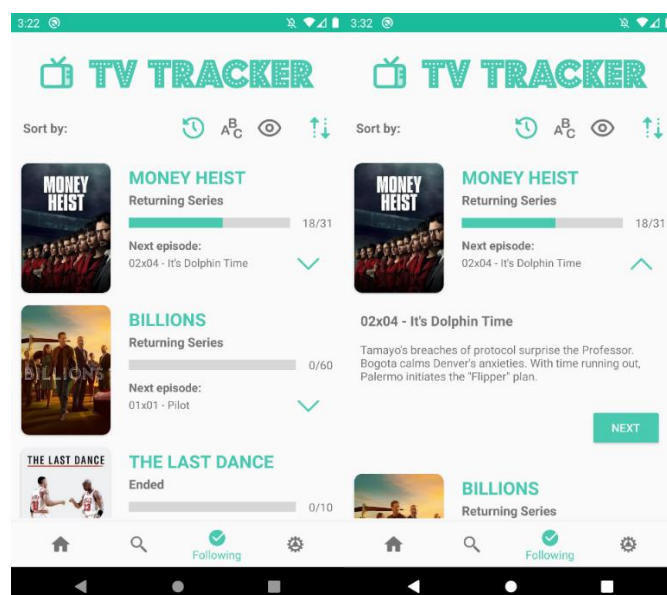 3:22
TV TRACKER
Sort by:
ABC
MONEY HEIST
MONEY HEIST
Returning Series
18/31
Next episode:
02x04 - It's Dolphin Time
BILLIONS
BILLIONS
Returning Series
0/60
Next episode:
01x01 - Pilot
THE LAST DANCE
THE LAST DANCE
Ended
0/10
Following
3:32
TV TRACKER
Sort by:
ABC
MONEY HEIST
MONEY HEIST
Returning Series
18/31
Next episode:
02x04 - It's Dolphin Time
02x04 - It's Dolphin Time
Tamayo's breaches of protocol surprise the Professor.
Bogota calms Denver's anxieties. With time running out,
Palermo initiates the "Flipper" plan.
NEXT
BILLIONS
Returning Series
Following